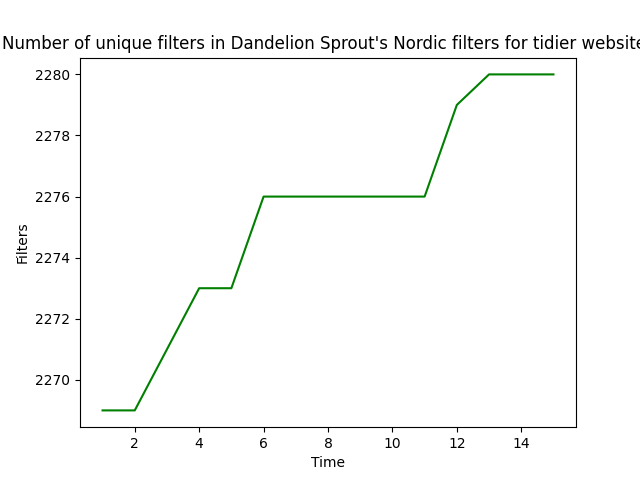 Number of unique filters in Dandelion Sprout's Nordic filters for tidier website
2280
2278
2276
2274
2272
2270
Filters
2 4 6 8 10 12 14
Time